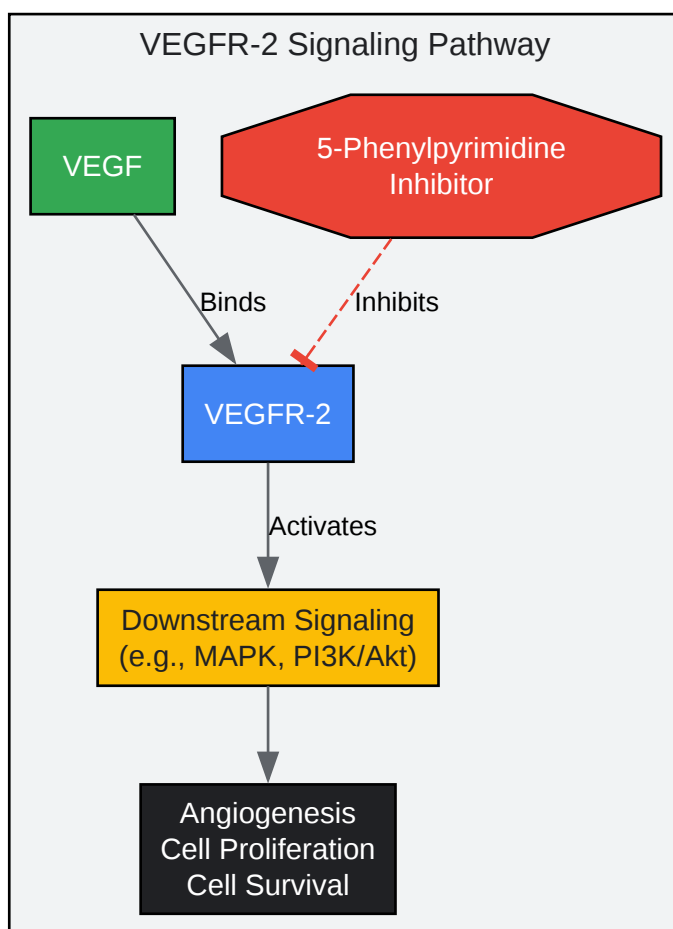 VEGFR-2 Signaling Pathway
VEGF
5-Phenylpyrimidine
Inhibitor
Binds
Inhibits
VEGFR-2
Activates
Downstream Signaling
(e.g., MAPK, PI3K/Akt)
Angiogenesis
Cell Proliferation
Cell Survival